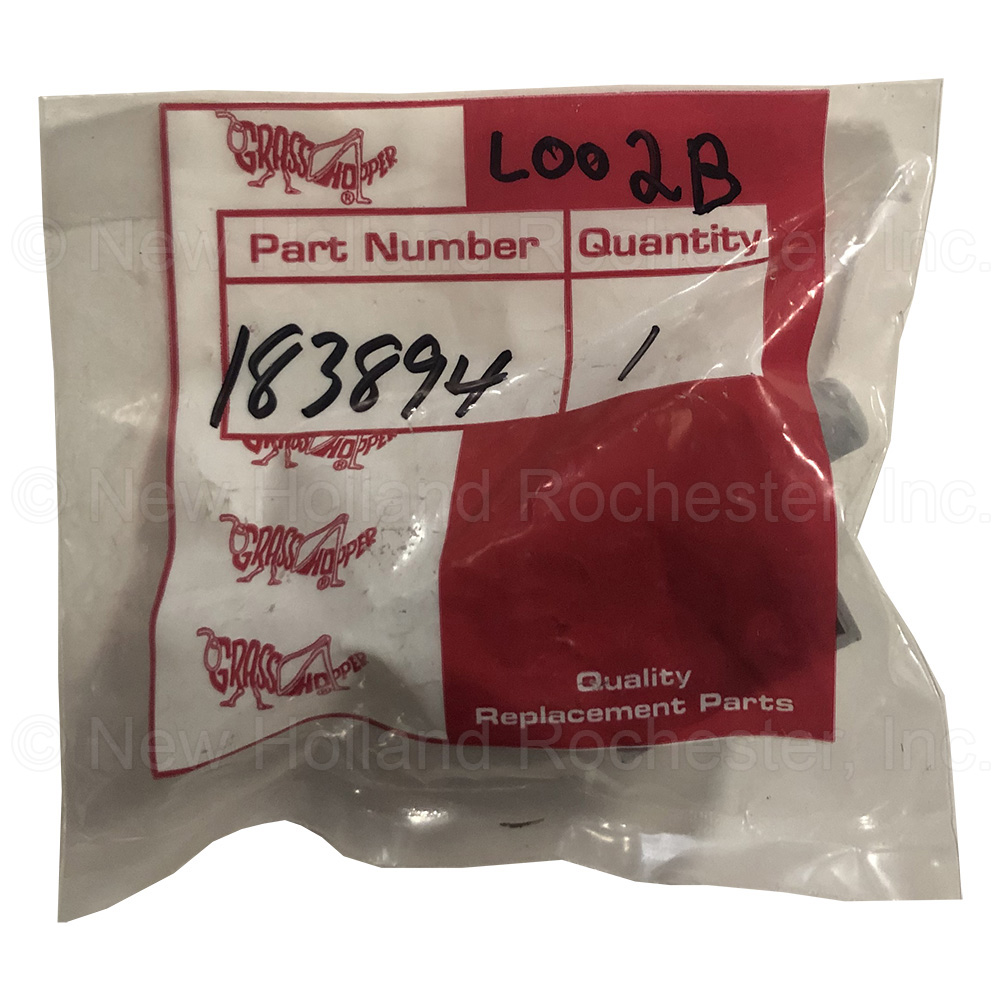 GRASSHOPPER®
L002B
Part Number Quantity
© New Holland Rochester, Inc.
183894 1
GRASSHOPPER®
© New Holland Rochester, Inc.
GRASSHOPPER®
GRASSHOPPER®
Quality
Replacement Parts
© New Holland Rochester, Inc.